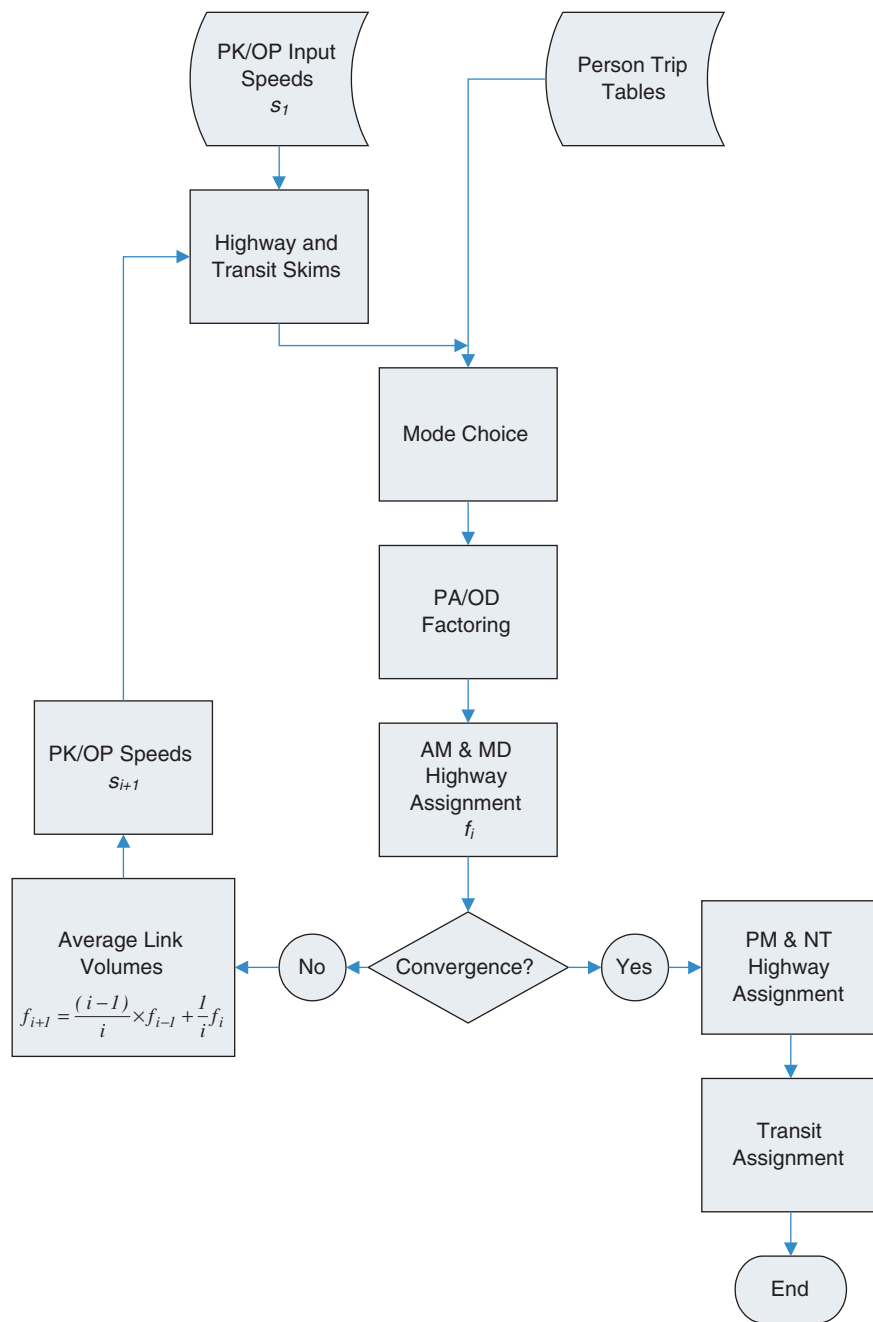 PK/OP Input
Speeds
s₁
Person Trip
Tables
Highway and
Transit Skims
Mode Choice
PA/OD
Factoring
AM & MD
Highway
Assignment
fᵢ
PK/OP Speeds
sᵢ₊₁
Average Link
Volumes
fᵢ₊₁ = (i–1)/i × fᵢ₋₁ + 1/i fᵢ
No
Convergence?
Yes
PM & NT
Highway
Assignment
Transit
Assignment
End